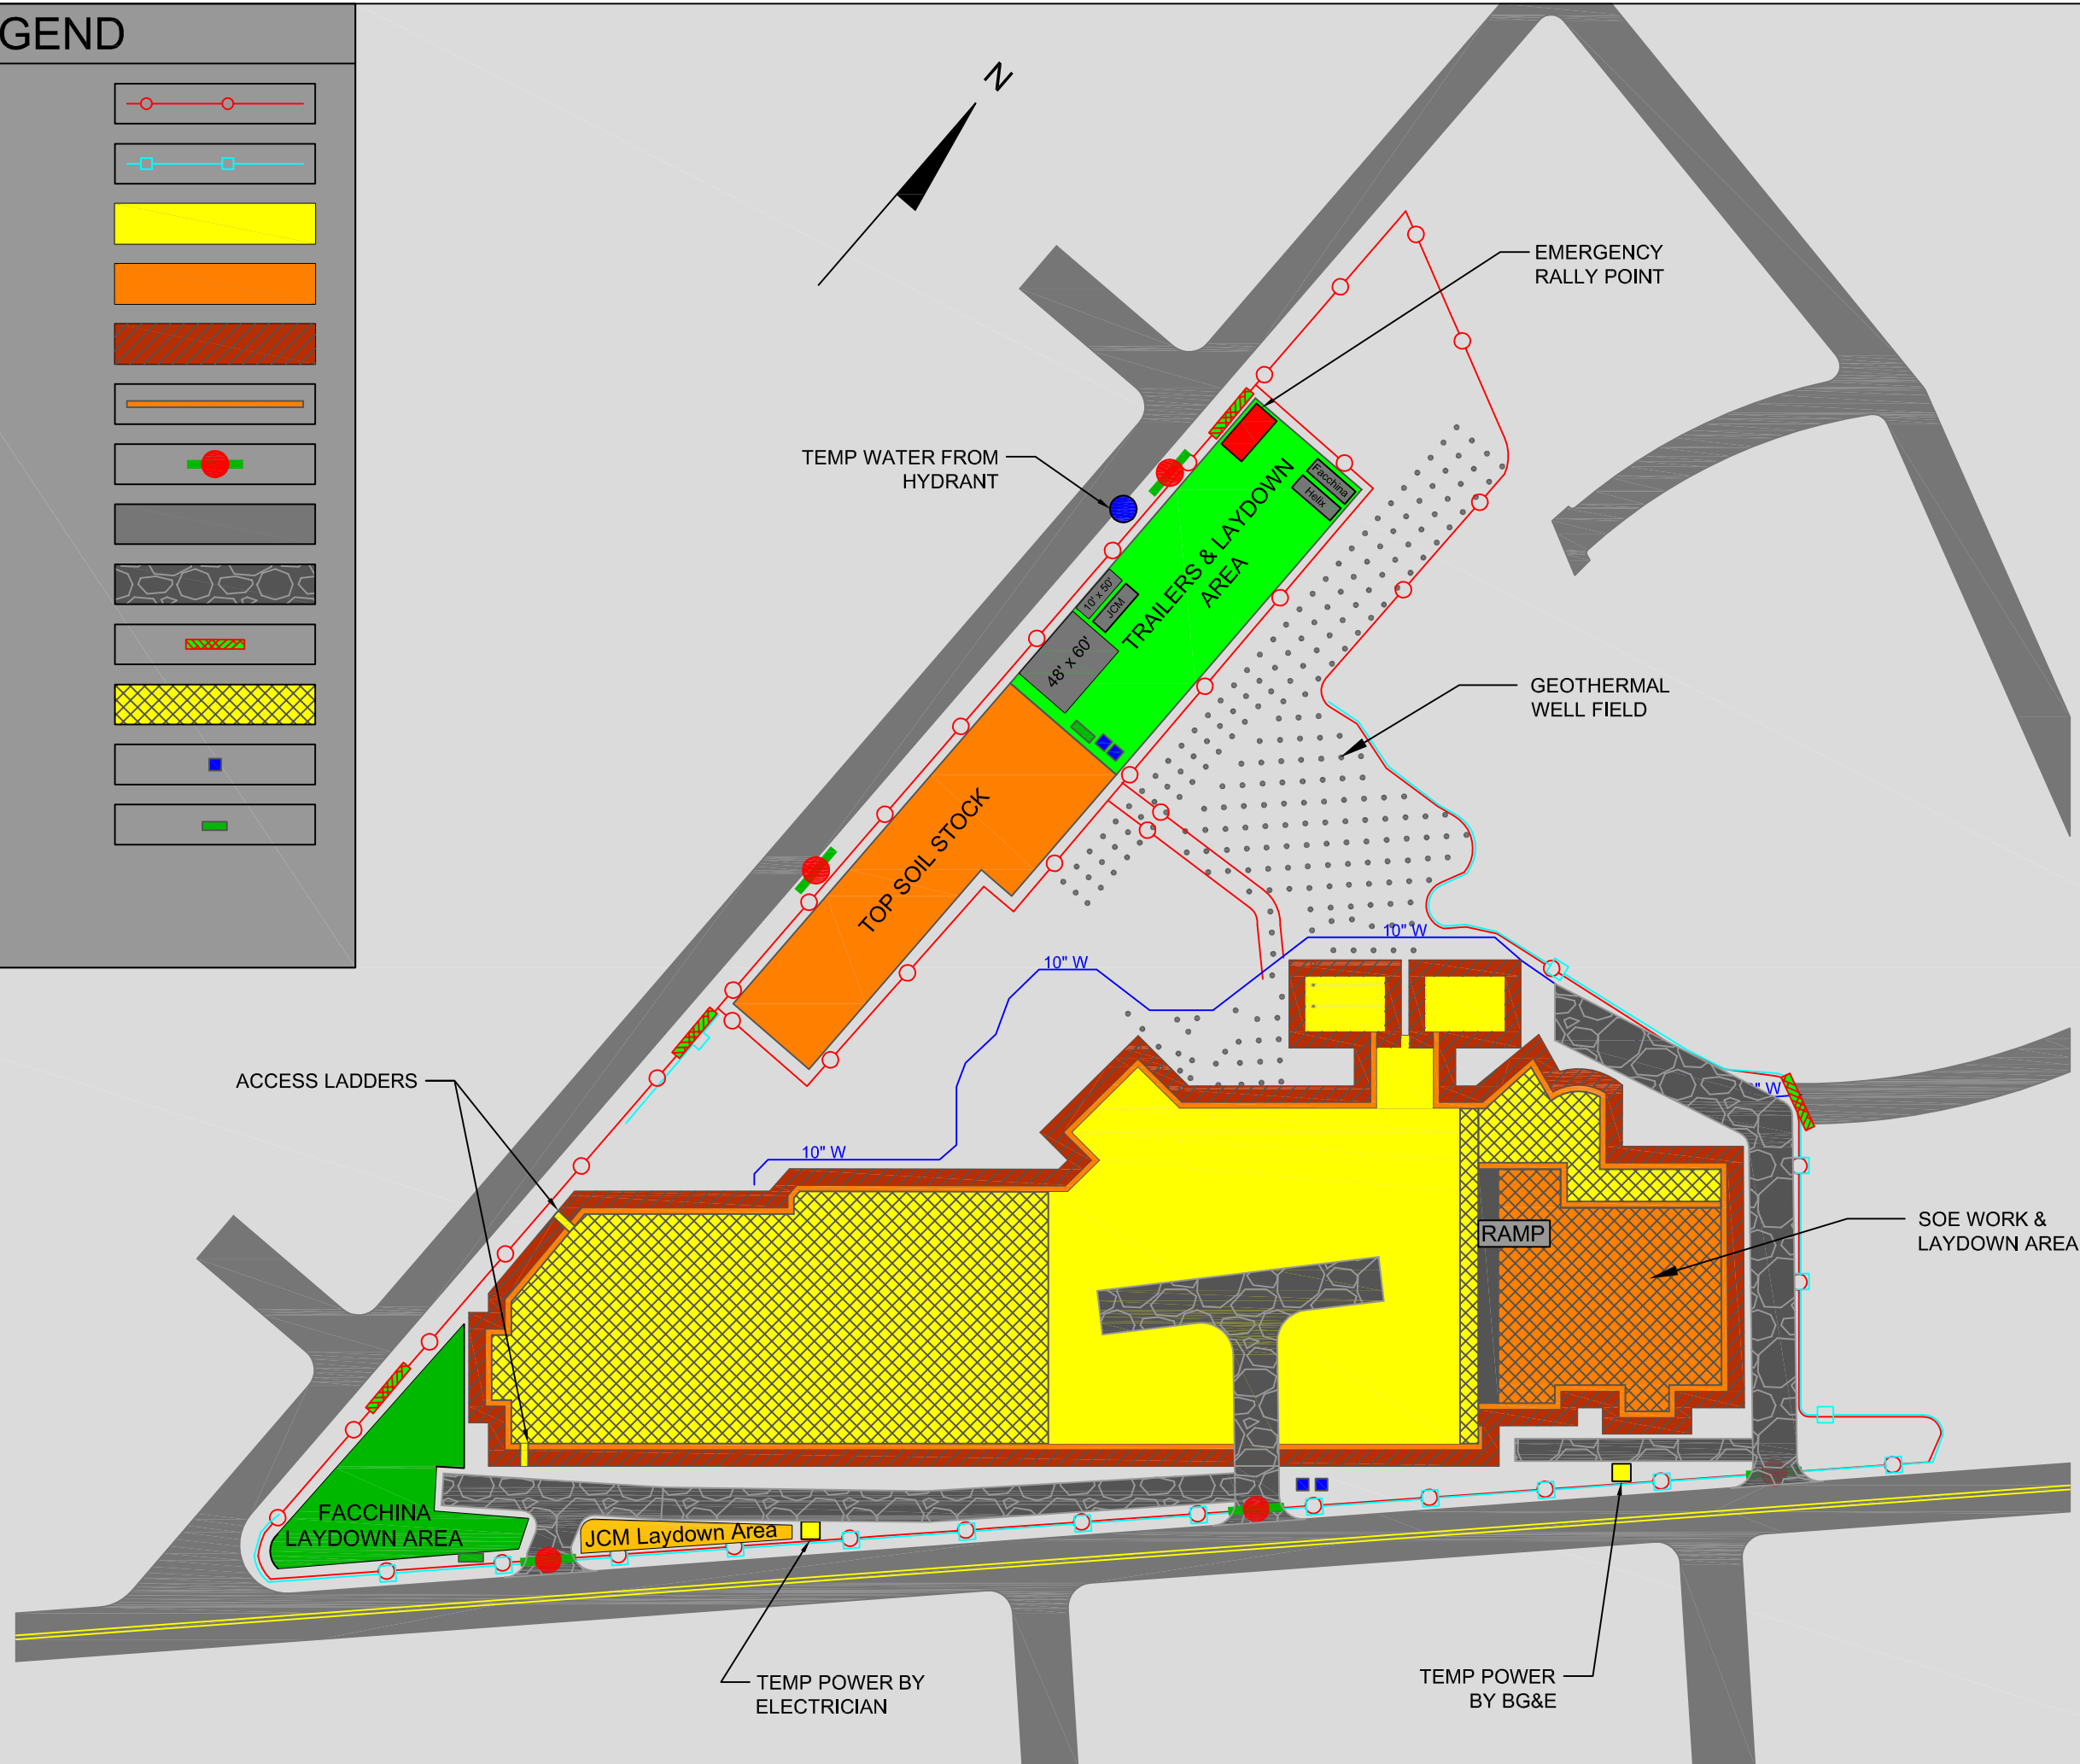 GEND
N
EMERGENCY
RALLY POINT
TEMP WATER FROM
HYDRANT
Facchina
Helix
TRAILERS & LAYDOWN
AREA
10' x 50'
JCM
48' x 60'
GEOTHERMAL
WELL FIELD
TOP SOIL STOCK
10" W
10" W
10" W
" W
ACCESS LADDERS
RAMP
SOE WORK &
LAYDOWN AREA
FACCHINA
LAYDOWN AREA
JCM Laydown Area
TEMP POWER BY
ELECTRICIAN
TEMP POWER
BY BG&E